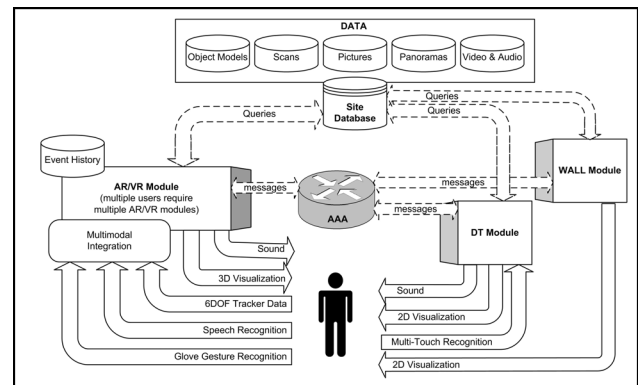 DATA
Object Models
Scans
Pictures
Panoramas
Video & Audio
Site
Database
Queries
Queries
Queries
Event History
AR/VR Module
(multiple users require
multiple AR/VR modules)
Multimodal
Integration
messages
AAA
messages
messages
WALL Module
DT Module
Sound
3D Visualization
6DOF Tracker Data
Speech Recognition
Glove Gesture Recognition
Sound
2D Visualization
Multi-Touch Recognition
2D Visualization